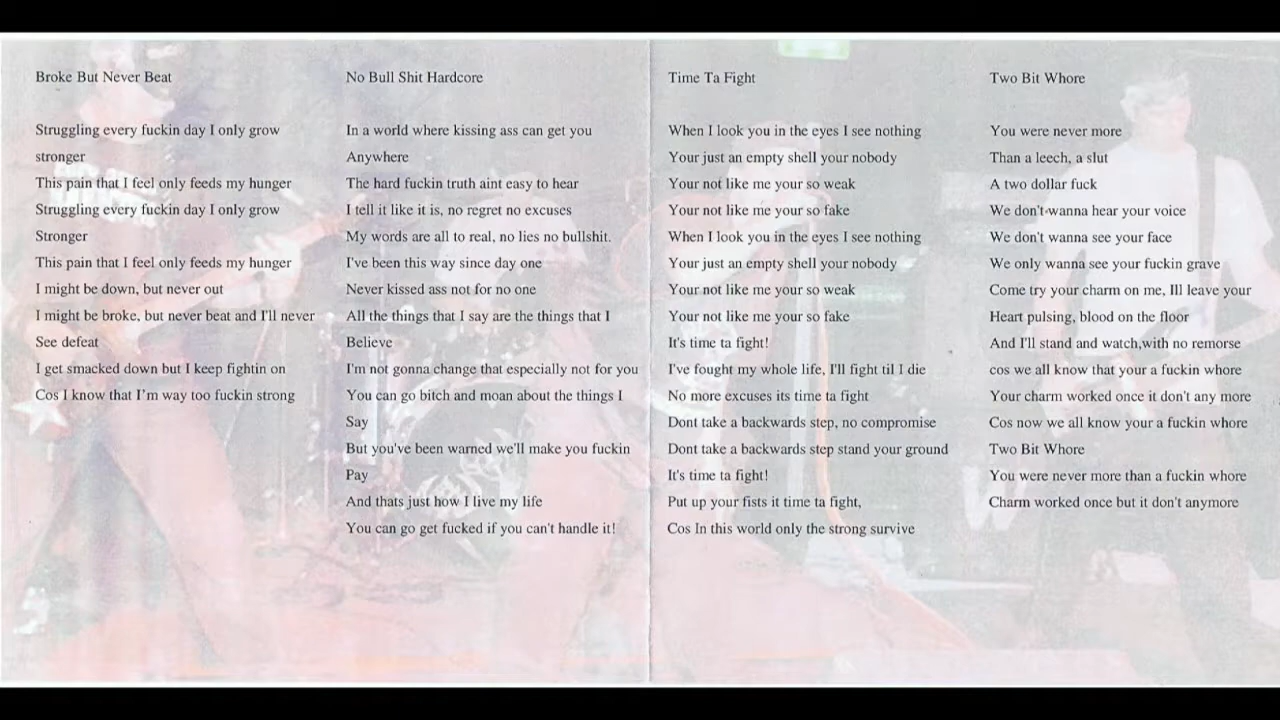 Broke But Never Beat
Struggling every fuckin day I only grow
stronger
This pain that I feel only feeds my hunger
Struggling every fuckin day I only grow
Stronger
This pain that I feel only feeds my hunger
I might be down, but never out
I might be broke, but never beat and I'll never
See defeat
I get smacked down but I keep fightin on
Cos I know that I'm way too fuckin strong
No Bull Shit Hardcore
In a world where kissing ass can get you
Anywhere
The hard fuckin truth aint easy to hear
I tell it like it is, no regret no excuses
My words are all to real, no lies no bullshit.
I've been this way since day one
Never kissed ass not for no one
All the things that I say are the things that I
Believe
I'm not gonna change that especially not for you
You can go bitch and moan about the things I
Say
But you've been warned we'll make you fuckin
Pay
And thats just how I live my life
You can go get fucked if you can't handle it!
Time Ta Fight
When I look you in the eyes I see nothing
Your just an empty shell your nobody
Your not like me your so weak
Your not like me your so fake
When I look you in the eyes I see nothing
Your just an empty shell your nobody
Your not like me your so weak
Your not like me your so fake
It's time ta fight!
I've fought my whole life, I'll fight til I die
No more excuses its time ta fight
Dont take a backwards step, no compromise
Dont take a backwards step stand your ground
It's time ta fight!
Put up your fists it time ta fight,
Cos In this world only the strong survive
Two Bit Whore
You were never more
Than a leech, a slut
A two dollar fuck
We don't wanna hear your voice
We don't wanna see your face
We only wanna see your fuckin grave
Come try your charm on me, Ill leave your
Heart pulsing, blood on the floor
And I'll stand and watch,with no remorse
cos we all know that your a fuckin whore
Your charm worked once it don't any more
Cos now we all know your a fuckin whore
Two Bit Whore
You were never more than a fuckin whore
Charm worked once but it don't anymore